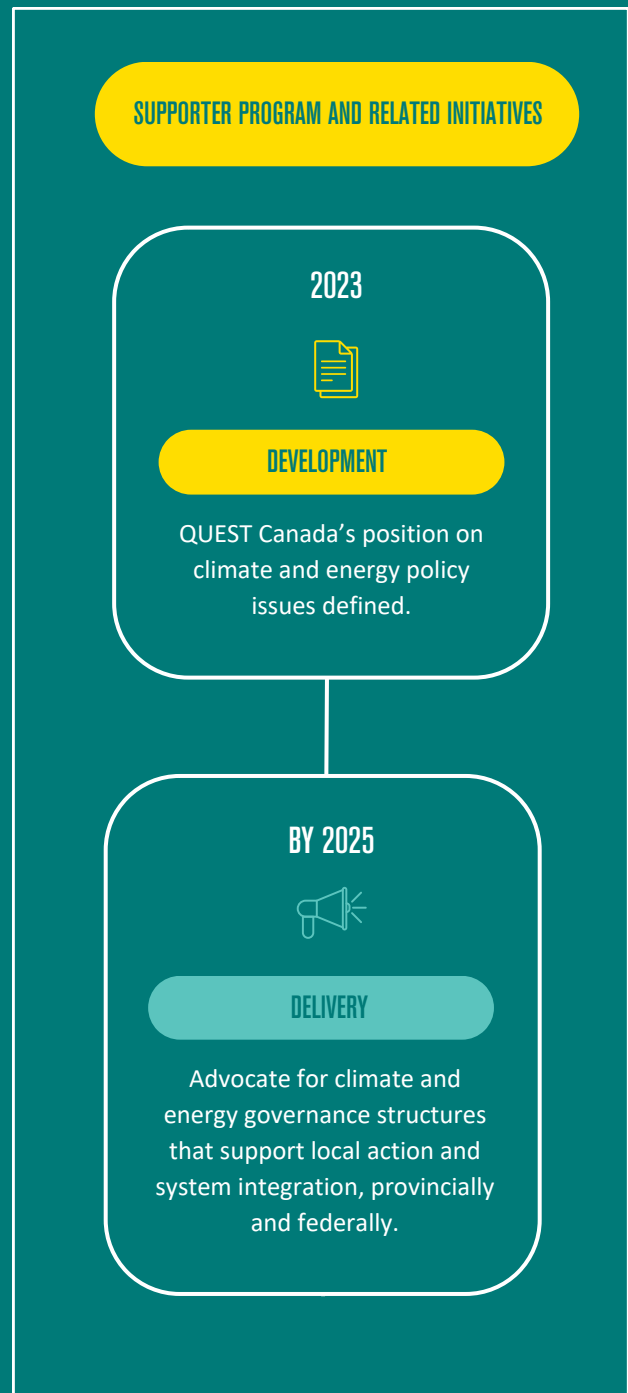 SUPPORTER PROGRAM AND RELATED INITIATIVES
2023
DEVELOPMENT
QUEST Canada’s position on
climate and energy policy
issues defined.
BY 2025
DELIVERY
Advocate for climate and
energy governance structures
that support local action and
system integration, provincially
and federally.